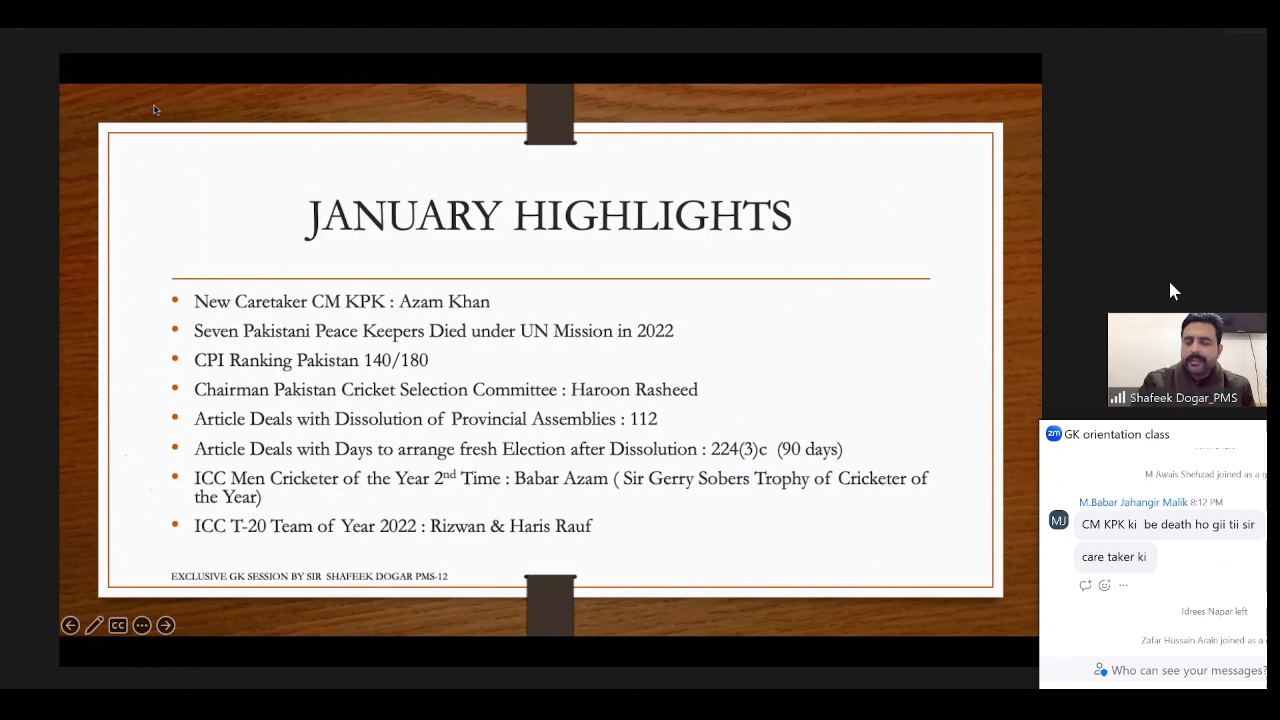 JANUARY HIGHLIGHTS
• New Caretaker CM KPK : Azam Khan
• Seven Pakistani Peace Keepers Died under UN Mission in 2022
• CPI Ranking Pakistan 140/180
• Chairman Pakistan Cricket Selection Committee : Haroon Rasheed
• Article Deals with Dissolution of Provincial Assemblies : 112
• Article Deals with Days to arrange fresh Election after Dissolution : 224(3)c (90 days)
• ICC Men Cricketer of the Year 2nd Time : Babar Azam ( Sir Gerry Sobers Trophy of Cricketer of
the Year)
• ICC T-20 Team of Year 2022 : Rizwan & Haris Rauf
EXCLUSIVE GK SESSION BY SIR SHAFEEK DOGAR PMS-12
CC
Shafeek Dogar_PMS
zm GK orientation class
M Awais Shehzad joined as a g
M.Babar Jahangir Malik 8:12 PM
MJ
CM KPK ki be death ho gii tii sir
care taker ki
Idrees Napar left
Zafar Hussain Arain joined as a
Who can see your messages?